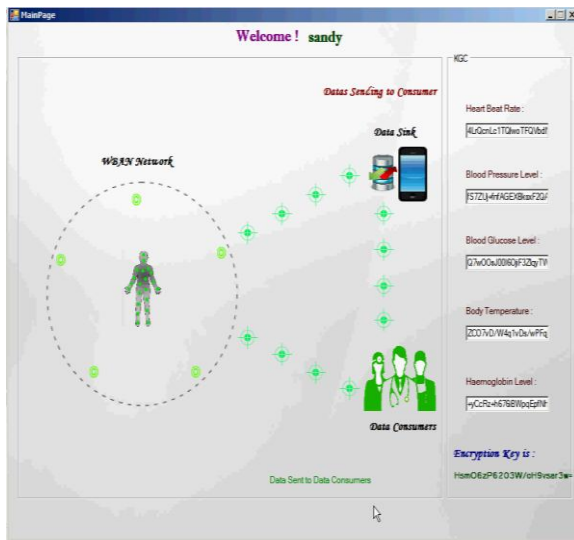 MainPage
Welcome ! sandy
KGC
Datas Sending to Consumer
Data Sink
WBAN Network
Heart Beat Rate :
Blood Pressure Level :
Blood Glucose Level :
Body Temperature :
Haemoglobin Level :
Data Consumers
Encryption Key is :
Data Sent to Data Consumers